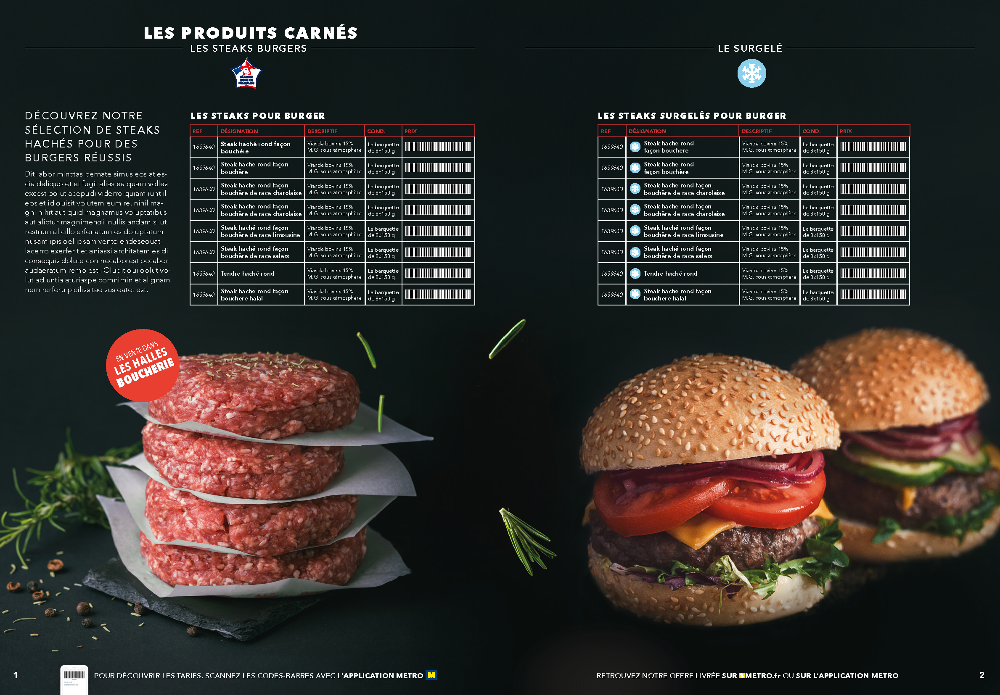 LES PRODUITS CARNÉS
LES STEAKS BURGERS
VIANDE
BOVINE
FRANÇAISE
DÉCOUVREZ NOTRE
SÉLECTION DE STEAKS
HACHÉS POUR DES
BURGERS RÉUSSIS
Diti abor minctas pernate simus eos at es-
cia deliquo et et fugit alias ea quam volles
excest od ut acepudi viderro quiam iunt il
eos et id quisit volutem eum re, nihil ma-
gni nihit aut quid magnamus voluptatibus
aut alictur magnimendi inullis andam si ut
restrum alicillo erferiatum es doluptatum
nusam ipis del ipsam vento endesequat
lacerro exerferit et aniassi architatem es di
consequis dolute con necaborest occabor
audaeratum remo esti. Olupit qui dolut vo-
lut ad untia aturiaspe comnimin et alignam
nem rerferu picilissitae sus eatet est.
LES STEAKS POUR BURGER
REF DÉSIGNATION DESCRIPTIF COND. PRIX
1639640 Steak haché rond façon Viande bovine 15% La barquette
bouchère M.G. sous atmosphère de 8x150 g
1639640 Steak haché rond façon Viande bovine 15% La barquette
bouchère M.G. sous atmosphère de 8x150 g
1639640 Steak haché rond façon Viande bovine 15% La barquette
bouchère de race charolaise M.G. sous atmosphère de 8x150 g
1639640 Steak haché rond façon Viande bovine 15% La barquette
bouchère de race charolaise M.G. sous atmosphère de 8x150 g
1639640 Steak haché rond façon Viande bovine 15% La barquette
bouchère de race limousine M.G. sous atmosphère de 8x150 g
1639640 Steak haché rond façon Viande bovine 15% La barquette
bouchère de race salers M.G. sous atmosphère de 8x150 g
1639640 Tendre haché rond Viande bovine 15% La barquette
M.G. sous atmosphère de 8x150 g
1639640 Steak haché rond façon Viande bovine 15% La barquette
bouchère halal M.G. sous atmosphère de 8x150 g
EN VENTE DANS
LES HALLES
BOUCHERIE
1
POUR DÉCOUVRIR LES TARIFS, SCANNEZ LES CODES-BARRES AVEC L'APPLICATION METRO M
LE SURGELÉ
LES STEAKS SURGELÉS POUR BURGER
REF DÉSIGNATION DESCRIPTIF COND. PRIX
1639640 Steak haché rond Viande bovine 15% La barquette
façon bouchère M.G. sous atmosphère de 8x150 g
1639640 Steak haché rond Viande bovine 15% La barquette
façon bouchère M.G. sous atmosphère de 8x150 g
1639640 Steak haché rond façon Viande bovine 15% La barquette
bouchère de race charolaise M.G. sous atmosphère de 8x150 g
1639640 Steak haché rond façon Viande bovine 15% La barquette
bouchère de race charolaise M.G. sous atmosphère de 8x150 g
1639640 Steak haché rond façon Viande bovine 15% La barquette
bouchère de race limousine M.G. sous atmosphère de 8x150 g
1639640 Steak haché rond façon Viande bovine 15% La barquette
bouchère de race salers M.G. sous atmosphère de 8x150 g
1639640 Tendre haché rond Viande bovine 15% La barquette
M.G. sous atmosphère de 8x150 g
1639640 Steak haché rond façon Viande bovine 15% La barquette
bouchère halal M.G. sous atmosphère de 8x150 g
RETROUVEZ NOTRE OFFRE LIVRÉE SUR METRO.fr OU SUR L'APPLICATION METRO
2